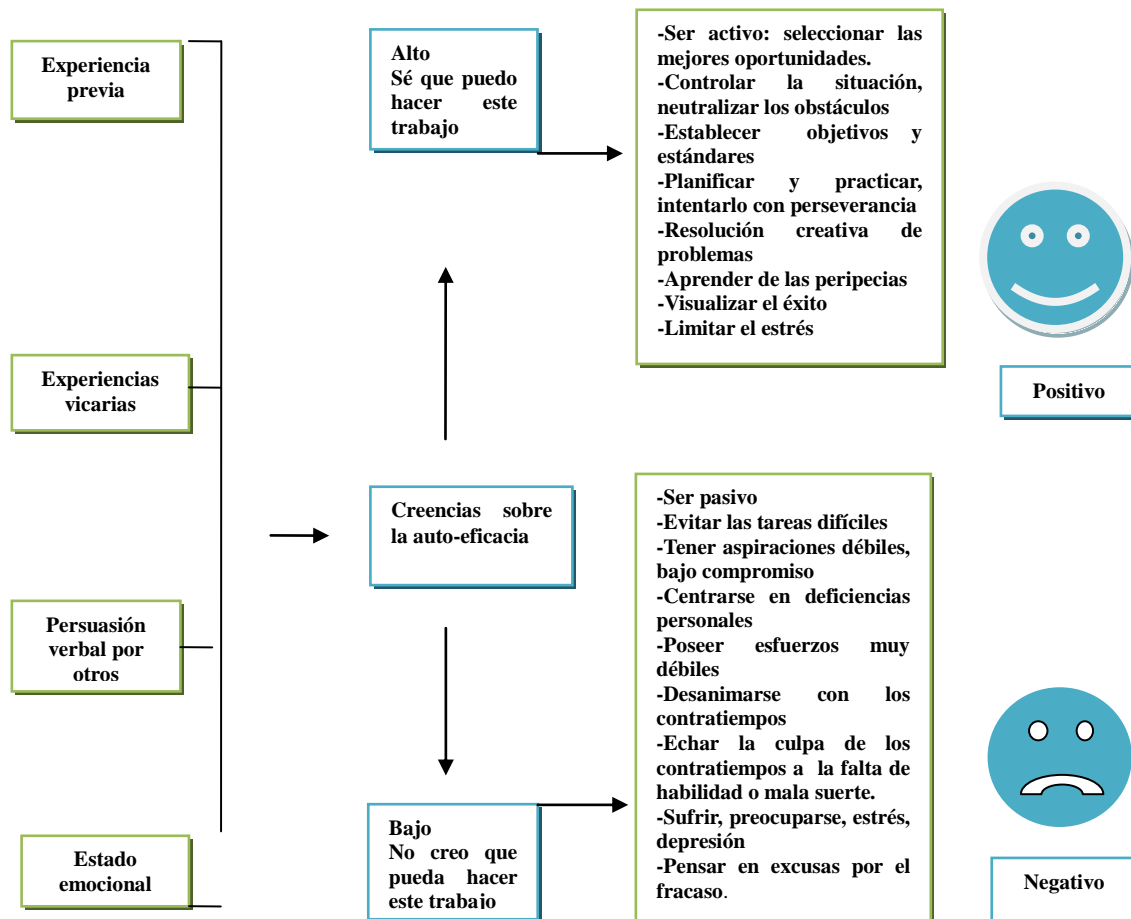 Experiencia
previa
Experiencias
vicarias
Persuasión
verbal por
otros
Estado
emocional
Creencias sobre
la auto-eficacia
Alto
Sé que puedo
hacer este
trabajo
Bajo
No creo que
pueda hacer
este trabajo
-Ser activo: seleccionar las
mejores oportunidades.
-Controlar la situación,
neutralizar los obstáculos
-Establecer objetivos y
estándares
-Planificar y practicar,
intentarlo con perseverancia
-Resolución creativa de
problemas
-Aprender de las peripecias
-Visualizar el éxito
-Limitar el estrés
Positivo
-Ser pasivo
-Evitar las tareas difíciles
-Tener aspiraciones débiles,
bajo compromiso
-Centrarse en deficiencias
personales
-Poseer esfuerzos muy
débiles
-Desanimarse con los
contratiempos
-Echar la culpa de los
contratiempos a la falta de
habilidad o mala suerte.
-Sufrir, preocuparse, estrés,
depresión
-Pensar en excusas por el
fracaso.
Negativo